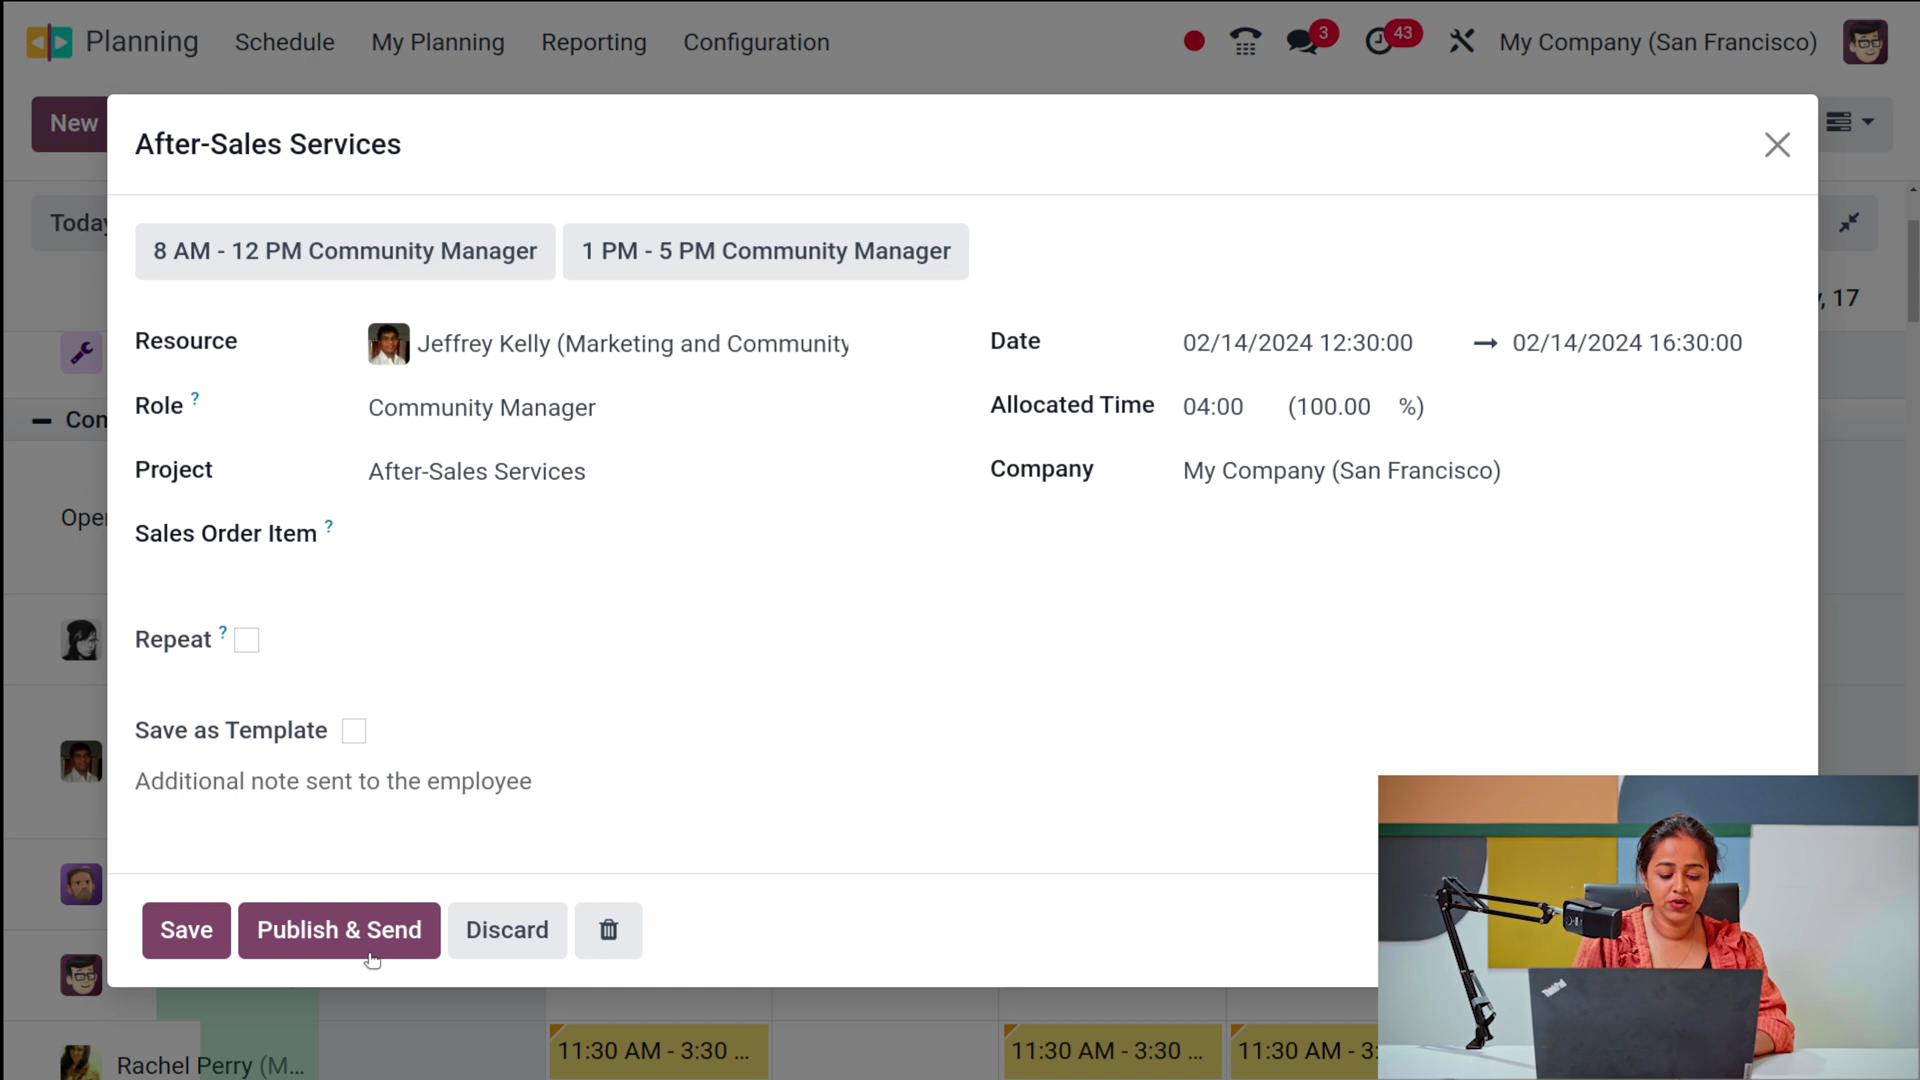 Planning Schedule My Planning Reporting Configuration 3 43 My Company (San Francisco)
New
After-Sales Services
Today
8 AM - 12 PM Community Manager 1 PM - 5 PM Community Manager
, 17
Resource Jeffrey Kelly (Marketing and Community Date 02/14/2024 12:30:00 → 02/14/2024 16:30:00
Role ? Community Manager Allocated Time 04:00 (100.00 %)
Con
Project After-Sales Services Company My Company (San Francisco)
Open
Sales Order Item ?
Repeat ?
Save as Template
Additional note sent to the employee
Save Publish & Send Discard
11:30 AM - 3:30 ... 11:30 AM - 3:30 ... 11:30 AM - 3:
Rachel Perry (M...
ThinkPad